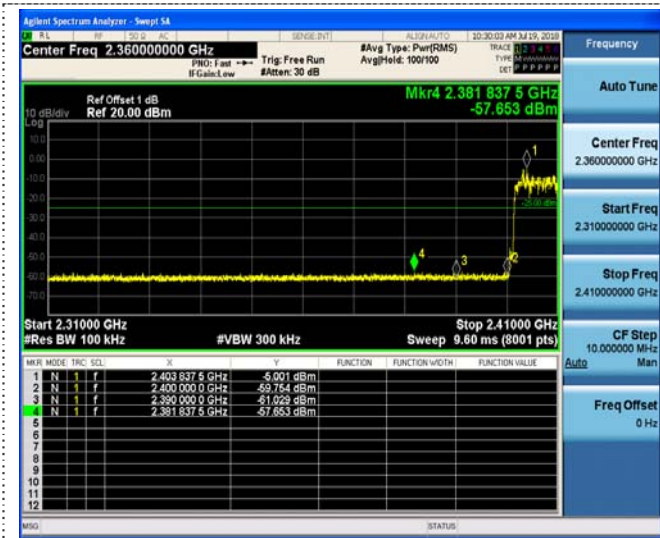 Agilent Spectrum Analyzer - Swept SA
RL RF 50 Ω AC SENSE:INT ALIGN AUTO 10:30:03 AM Jul 19, 2018
Center Freq 2.360000000 GHz
PNO: Fast
IFGain:Low
Trig: Free Run
#Atten: 30 dB
#Avg Type: Pwr(RMS)
Avg|Hold: 100/100
TRACE 1 2 3 4 5 6
TYPE
DET P P P P P P
Frequency
Auto Tune
Center Freq
2.360000000 GHz
Start Freq
2.310000000 GHz
Stop Freq
2.410000000 GHz
CF Step
10.000000 MHz
Auto Man
Freq Offset
0 Hz
Mkr4 2.381 837 5 GHz
-57.653 dBm
Ref Offset 1 dB
10 dB/div Ref 20.00 dBm
Log
10.0
0.00
-10.0
-20.0
-25.00 dBm
-30.0
-40.0
-50.0
-60.0
-70.0
1
4
3
2
Start 2.31000 GHz Stop 2.41000 GHz
#Res BW 100 kHz #VBW 300 kHz Sweep 9.60 ms (8001 pts)
MKR MODE TRC SCL X Y FUNCTION FUNCTION WIDTH FUNCTION VALUE
1 N 1 f 2.403 837 5 GHz -5.001 dBm
2 N 1 f 2.400 000 0 GHz -59.754 dBm
3 N 1 f 2.390 000 0 GHz -61.029 dBm
4 N 1 f 2.381 837 5 GHz -57.653 dBm
5
6
7
8
9
10
11
12
MSG STATUS